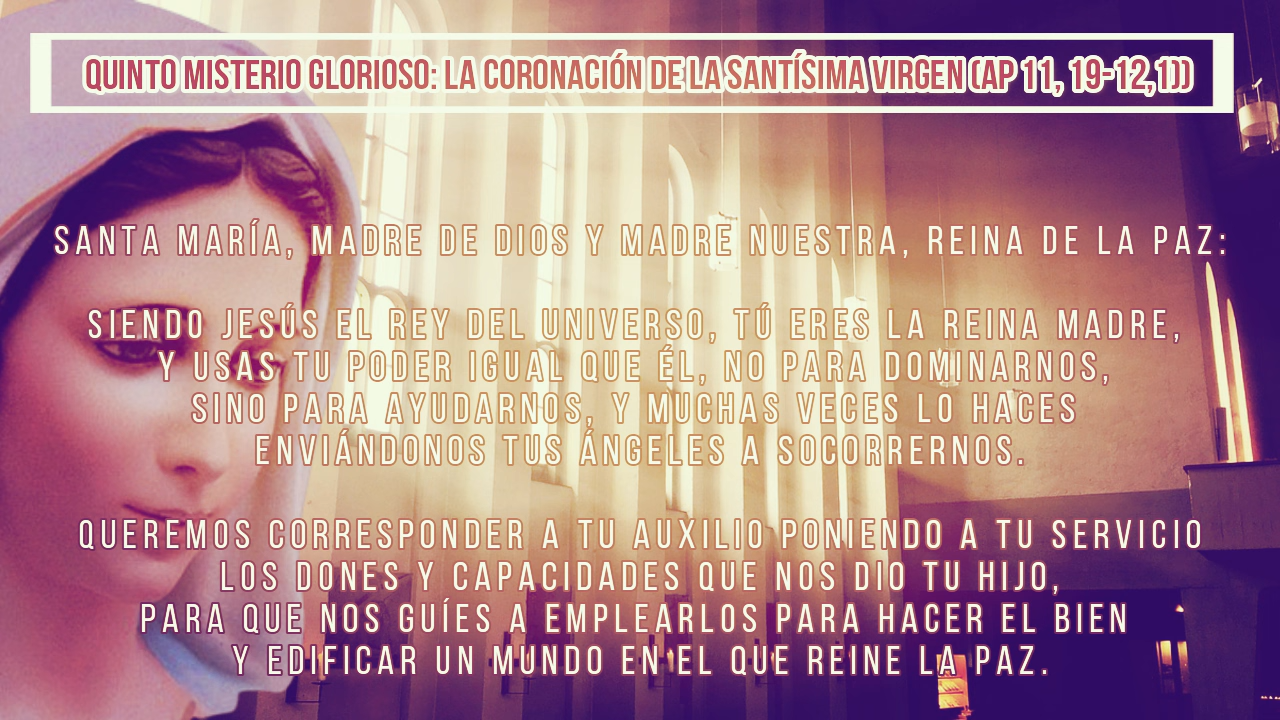 QUINTO MISTERIO GLORIOSO: LA CORONACIÓN DE LA SANTÍSIMA VIRGEN (AP 11, 19-12,1))
SANTA MARÍA, MADRE DE DIOS Y MADRE NUESTRA, REINA DE LA PAZ:
SIENDO JESÚS EL REY DEL UNIVERSO, TÚ ERES LA REINA MADRE,
Y USAS TU PODER IGUAL QUE ÉL, NO PARA DOMINARNOS,
SINO PARA AYUDARNOS, Y MUCHAS VECES LO HACES
ENVIÁNDONOS TUS ÁNGELES A SOCORRERNOS.
QUEREMOS CORRESPONDER A TU AUXILIO PONIENDO A TU SERVICIO
LOS DONES Y CAPACIDADES QUE NOS DIO TU HIJO,
PARA QUE NOS GUÍES A EMPLEARLOS PARA HACER EL BIEN
Y EDIFICAR UN MUNDO EN EL QUE REINE LA PAZ.